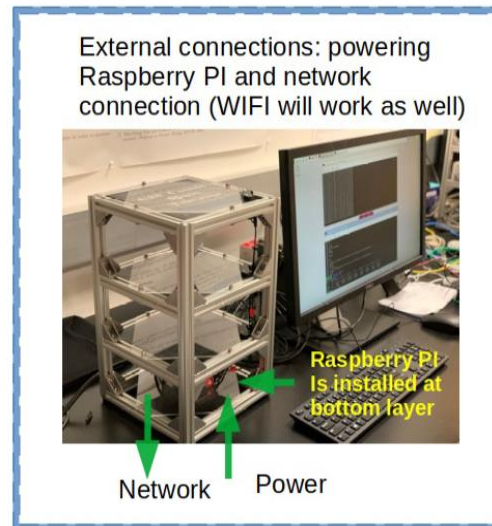 External connections: powering
Raspberry PI and network
connection (WIFI will work as well)
Raspberry PI
Is installed at
bottom layer
Network
Power